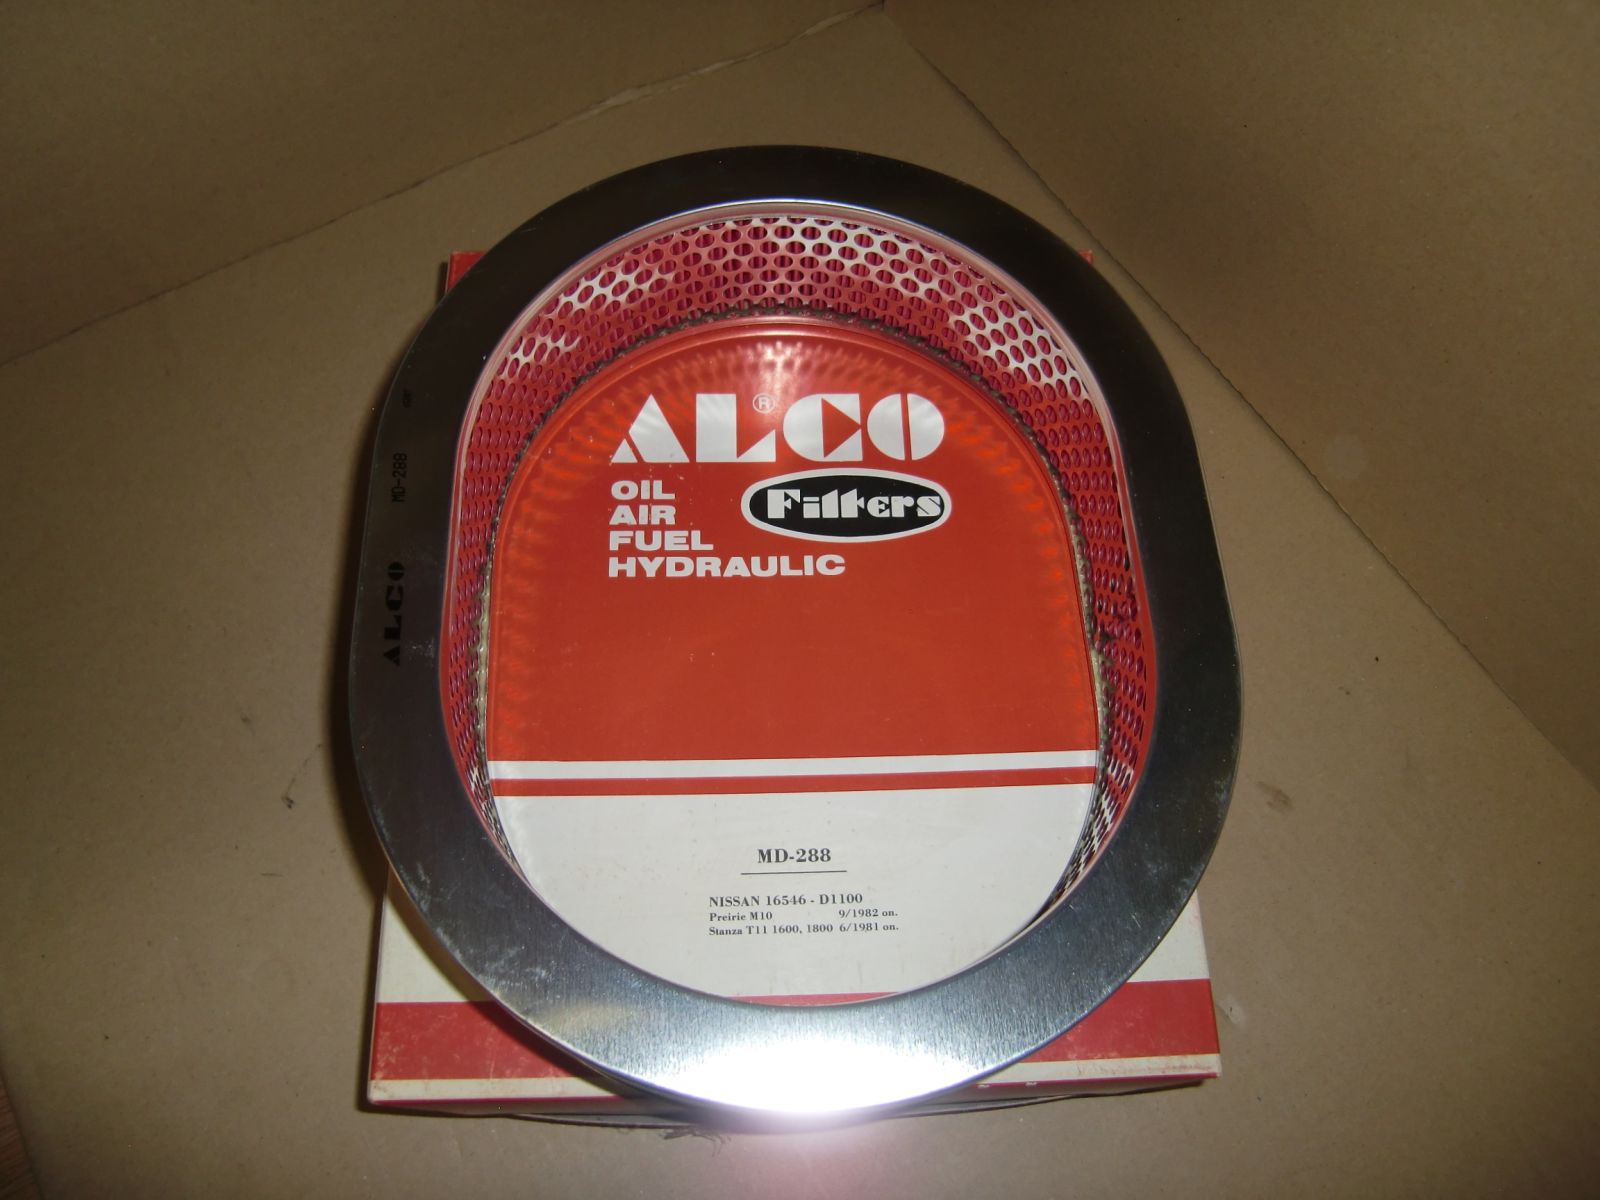 ALCO®
Filters
OIL
AIR
FUEL
HYDRAULIC
MD-288
NISSAN 16546 - D1100
Preirie M10 9/1982 on.
Stanza T11 1600, 1800 6/1981 on.
ALCO MD-288